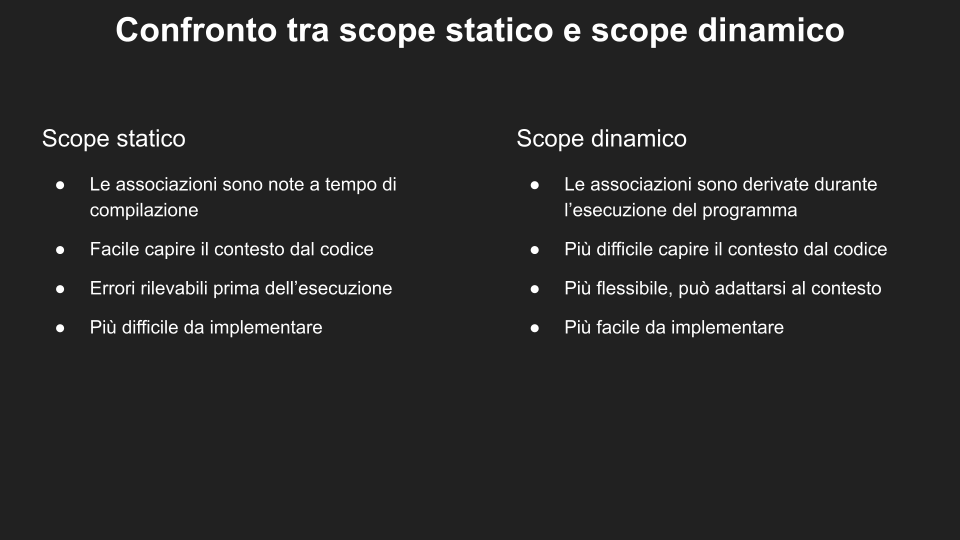 Confronto tra scope statico e scope dinamico
Scope statico
● Le associazioni sono note a tempo di
compilazione
● Facile capire il contesto dal codice
● Errori rilevabili prima dell’esecuzione
● Più difficile da implementare
Scope dinamico
● Le associazioni sono derivate durante
l’esecuzione del programma
● Più difficile capire il contesto dal codice
● Più flessibile, può adattarsi al contesto
● Più facile da implementare